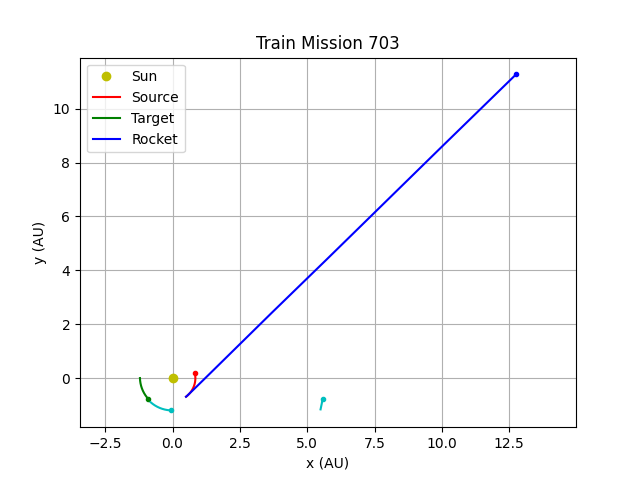 Train Mission 703
Sun
Source
Target
Rocket
y (AU)
10
8
6
4
2
0
−2.5 0.0 2.5 5.0 7.5 10.0 12.5
x (AU)